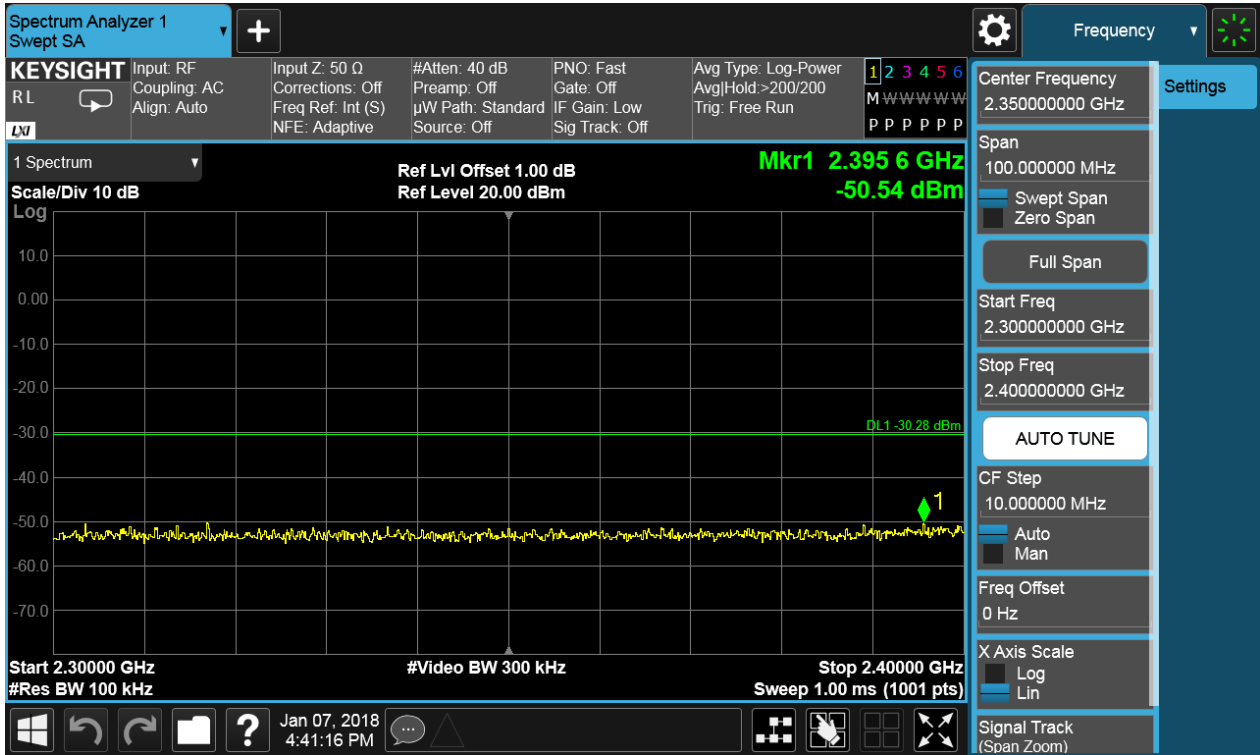 Spectrum Analyzer 1
Swept SA
+
Frequency
KEYSIGHT
RL
LXI
Input: RF
Coupling: AC
Align: Auto
Input Z: 50 Ω
Corrections: Off
Freq Ref: Int (S)
NFE: Adaptive
#Atten: 40 dB
Preamp: Off
µW Path: Standard
Source: Off
PNO: Fast
Gate: Off
IF Gain: Low
Sig Track: Off
Avg Type: Log-Power
Avg|Hold:>200/200
Trig: Free Run
1 2 3 4 5 6
M W W W W W
P P P P P P
1 Spectrum
Scale/Div 10 dB
Ref Lvl Offset 1.00 dB
Ref Level 20.00 dBm
Mkr1 2.395 6 GHz
-50.54 dBm
Log
10.0
0.00
-10.0
-20.0
-30.0
-40.0
-50.0
-60.0
-70.0
DL1 -30.28 dBm
1
Start 2.30000 GHz
#Res BW 100 kHz
#Video BW 300 kHz
Stop 2.40000 GHz
Sweep 1.00 ms (1001 pts)
Center Frequency
2.350000000 GHz
Span
100.000000 MHz
Swept Span
Zero Span
Full Span
Start Freq
2.300000000 GHz
Stop Freq
2.400000000 GHz
AUTO TUNE
CF Step
10.000000 MHz
Auto
Man
Freq Offset
0 Hz
X Axis Scale
Log
Lin
Signal Track
(Span Zoom)
Settings
?
Jan 07, 2018
4:41:16 PM